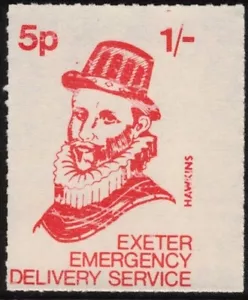 5p 1/-
HAWKINS
EXETER
EMERGENCY
DELIVERY SERVICE